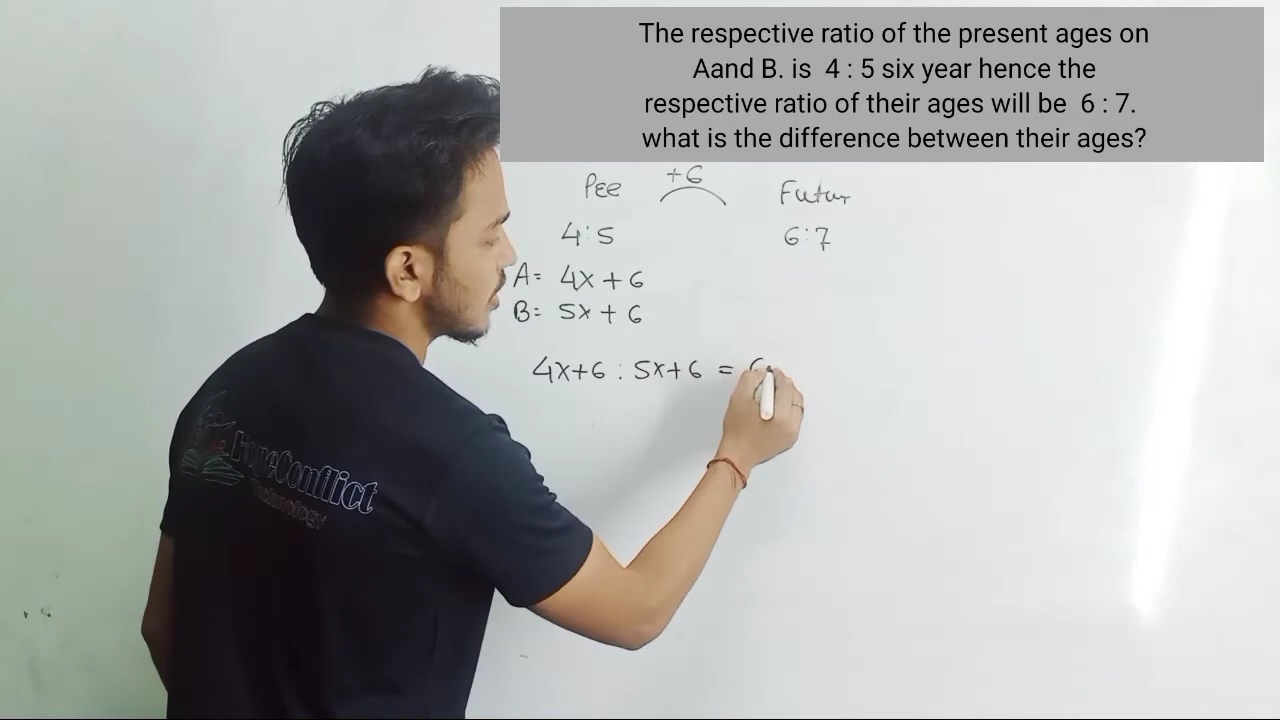 The respective ratio of the present ages on
Aand B. is 4 : 5 six year hence the
respective ratio of their ages will be 6 : 7.
what is the difference between their ages?
Pee +6 Futur
4:5 6:7
A= 4x+6
B= 5x+6
4x+6 : 5x+6 = 6
HopeConflict
Technology